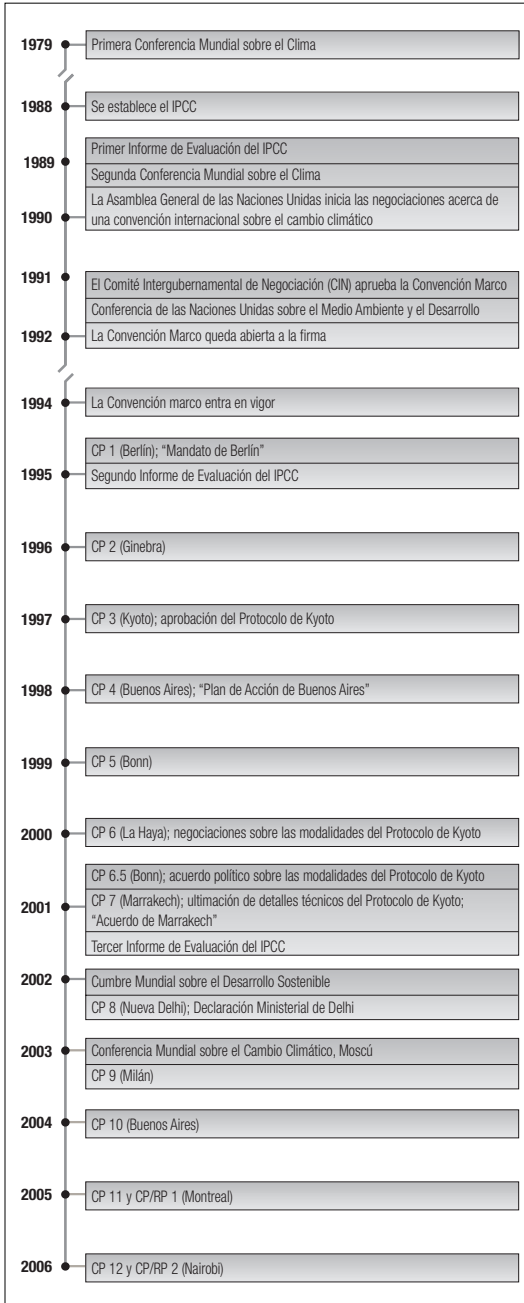 1979
Primera Conferencia Mundial sobre el Clima
1988
Se establece el IPCC
1989
Primer Informe de Evaluación del IPCC
Segunda Conferencia Mundial sobre el Clima
1990
La Asamblea General de las Naciones Unidas inicia las negociaciones acerca de
una convención internacional sobre el cambio climático
1991
El Comité Intergubernamental de Negociación (CIN) aprueba la Convención Marco
Conferencia de las Naciones Unidas sobre el Medio Ambiente y el Desarrollo
1992
La Convención Marco queda abierta a la firma
1994
La Convención marco entra en vigor
CP 1 (Berlín); “Mandato de Berlín”
1995
Segundo Informe de Evaluación del IPCC
1996
CP 2 (Ginebra)
1997
CP 3 (Kyoto); aprobación del Protocolo de Kyoto
1998
CP 4 (Buenos Aires); “Plan de Acción de Buenos Aires”
1999
CP 5 (Bonn)
2000
CP 6 (La Haya); negociaciones sobre las modalidades del Protocolo de Kyoto
CP 6.5 (Bonn); acuerdo político sobre las modalidades del Protocolo de Kyoto
2001
CP 7 (Marrakech); ultimación de detalles técnicos del Protocolo de Kyoto;
“Acuerdo de Marrakech”
Tercer Informe de Evaluación del IPCC
2002
Cumbre Mundial sobre el Desarrollo Sostenible
CP 8 (Nueva Delhi); Declaración Ministerial de Delhi
2003
Conferencia Mundial sobre el Cambio Climático, Moscú
CP 9 (Milán)
2004
CP 10 (Buenos Aires)
2005
CP 11 y CP/RP 1 (Montreal)
2006
CP 12 y CP/RP 2 (Nairobi)